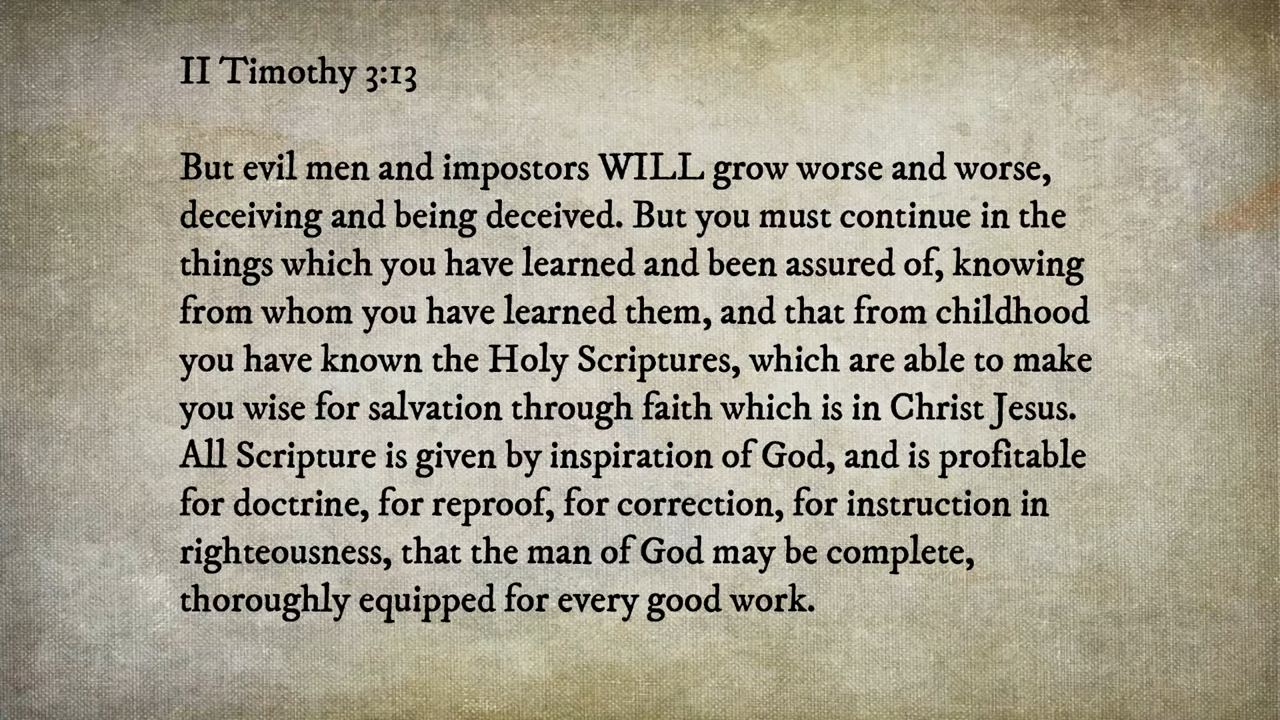 II Timothy 3:13
But evil men and impostors WILL grow worse and worse,
deceiving and being deceived. But you must continue in the
things which you have learned and been assured of, knowing
from whom you have learned them, and that from childhood
you have known the Holy Scriptures, which are able to make
you wise for salvation through faith which is in Christ Jesus.
All Scripture is given by inspiration of God, and is profitable
for doctrine, for reproof, for correction, for instruction in
righteousness, that the man of God may be complete,
thoroughly equipped for every good work.